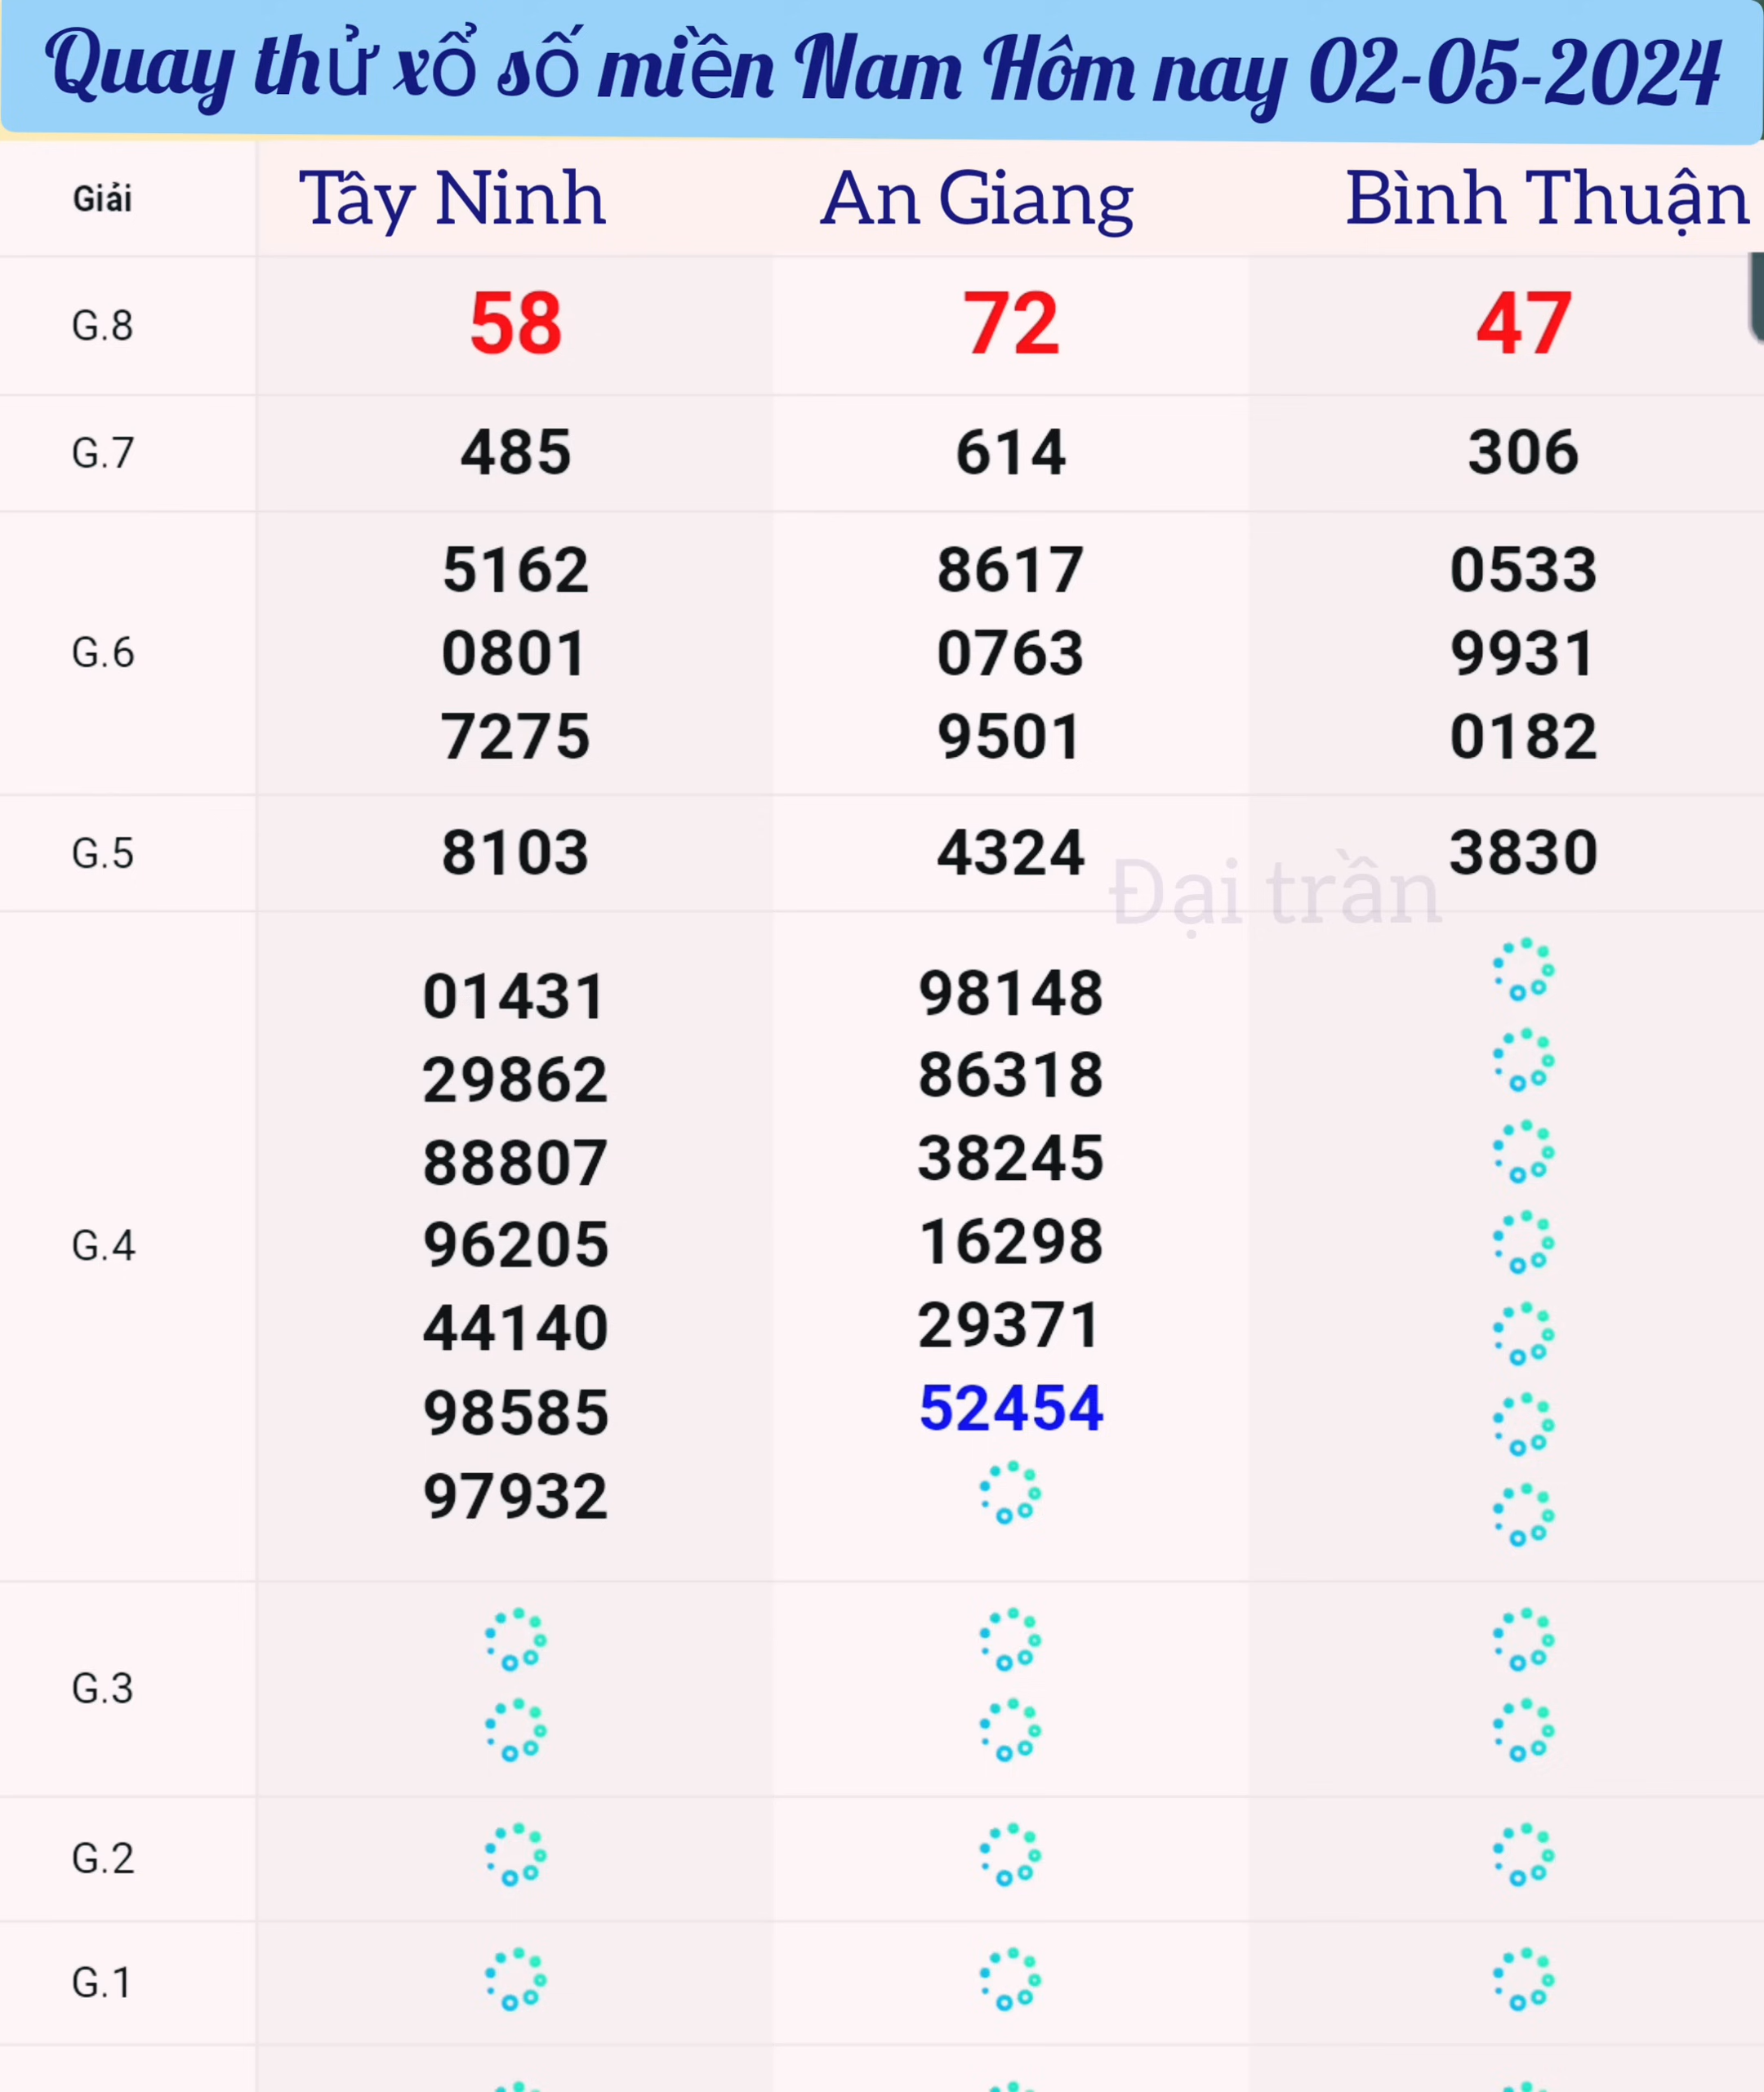 Quay thử xổ số miền Nam Hôm nay 02-05-2024
Giải Tây Ninh An Giang Bình Thuận
G.8 58 72 47
G.7 485 614 306
5162 8617 0533
G.6 0801 0763 9931
7275 9501 0182
G.5 8103 4324 3830
Đại trần
01431 98148
29862 86318
88807 38245
G.4 96205 16298
44140 29371
98585 52454
97932
G.3
G.2
G.1